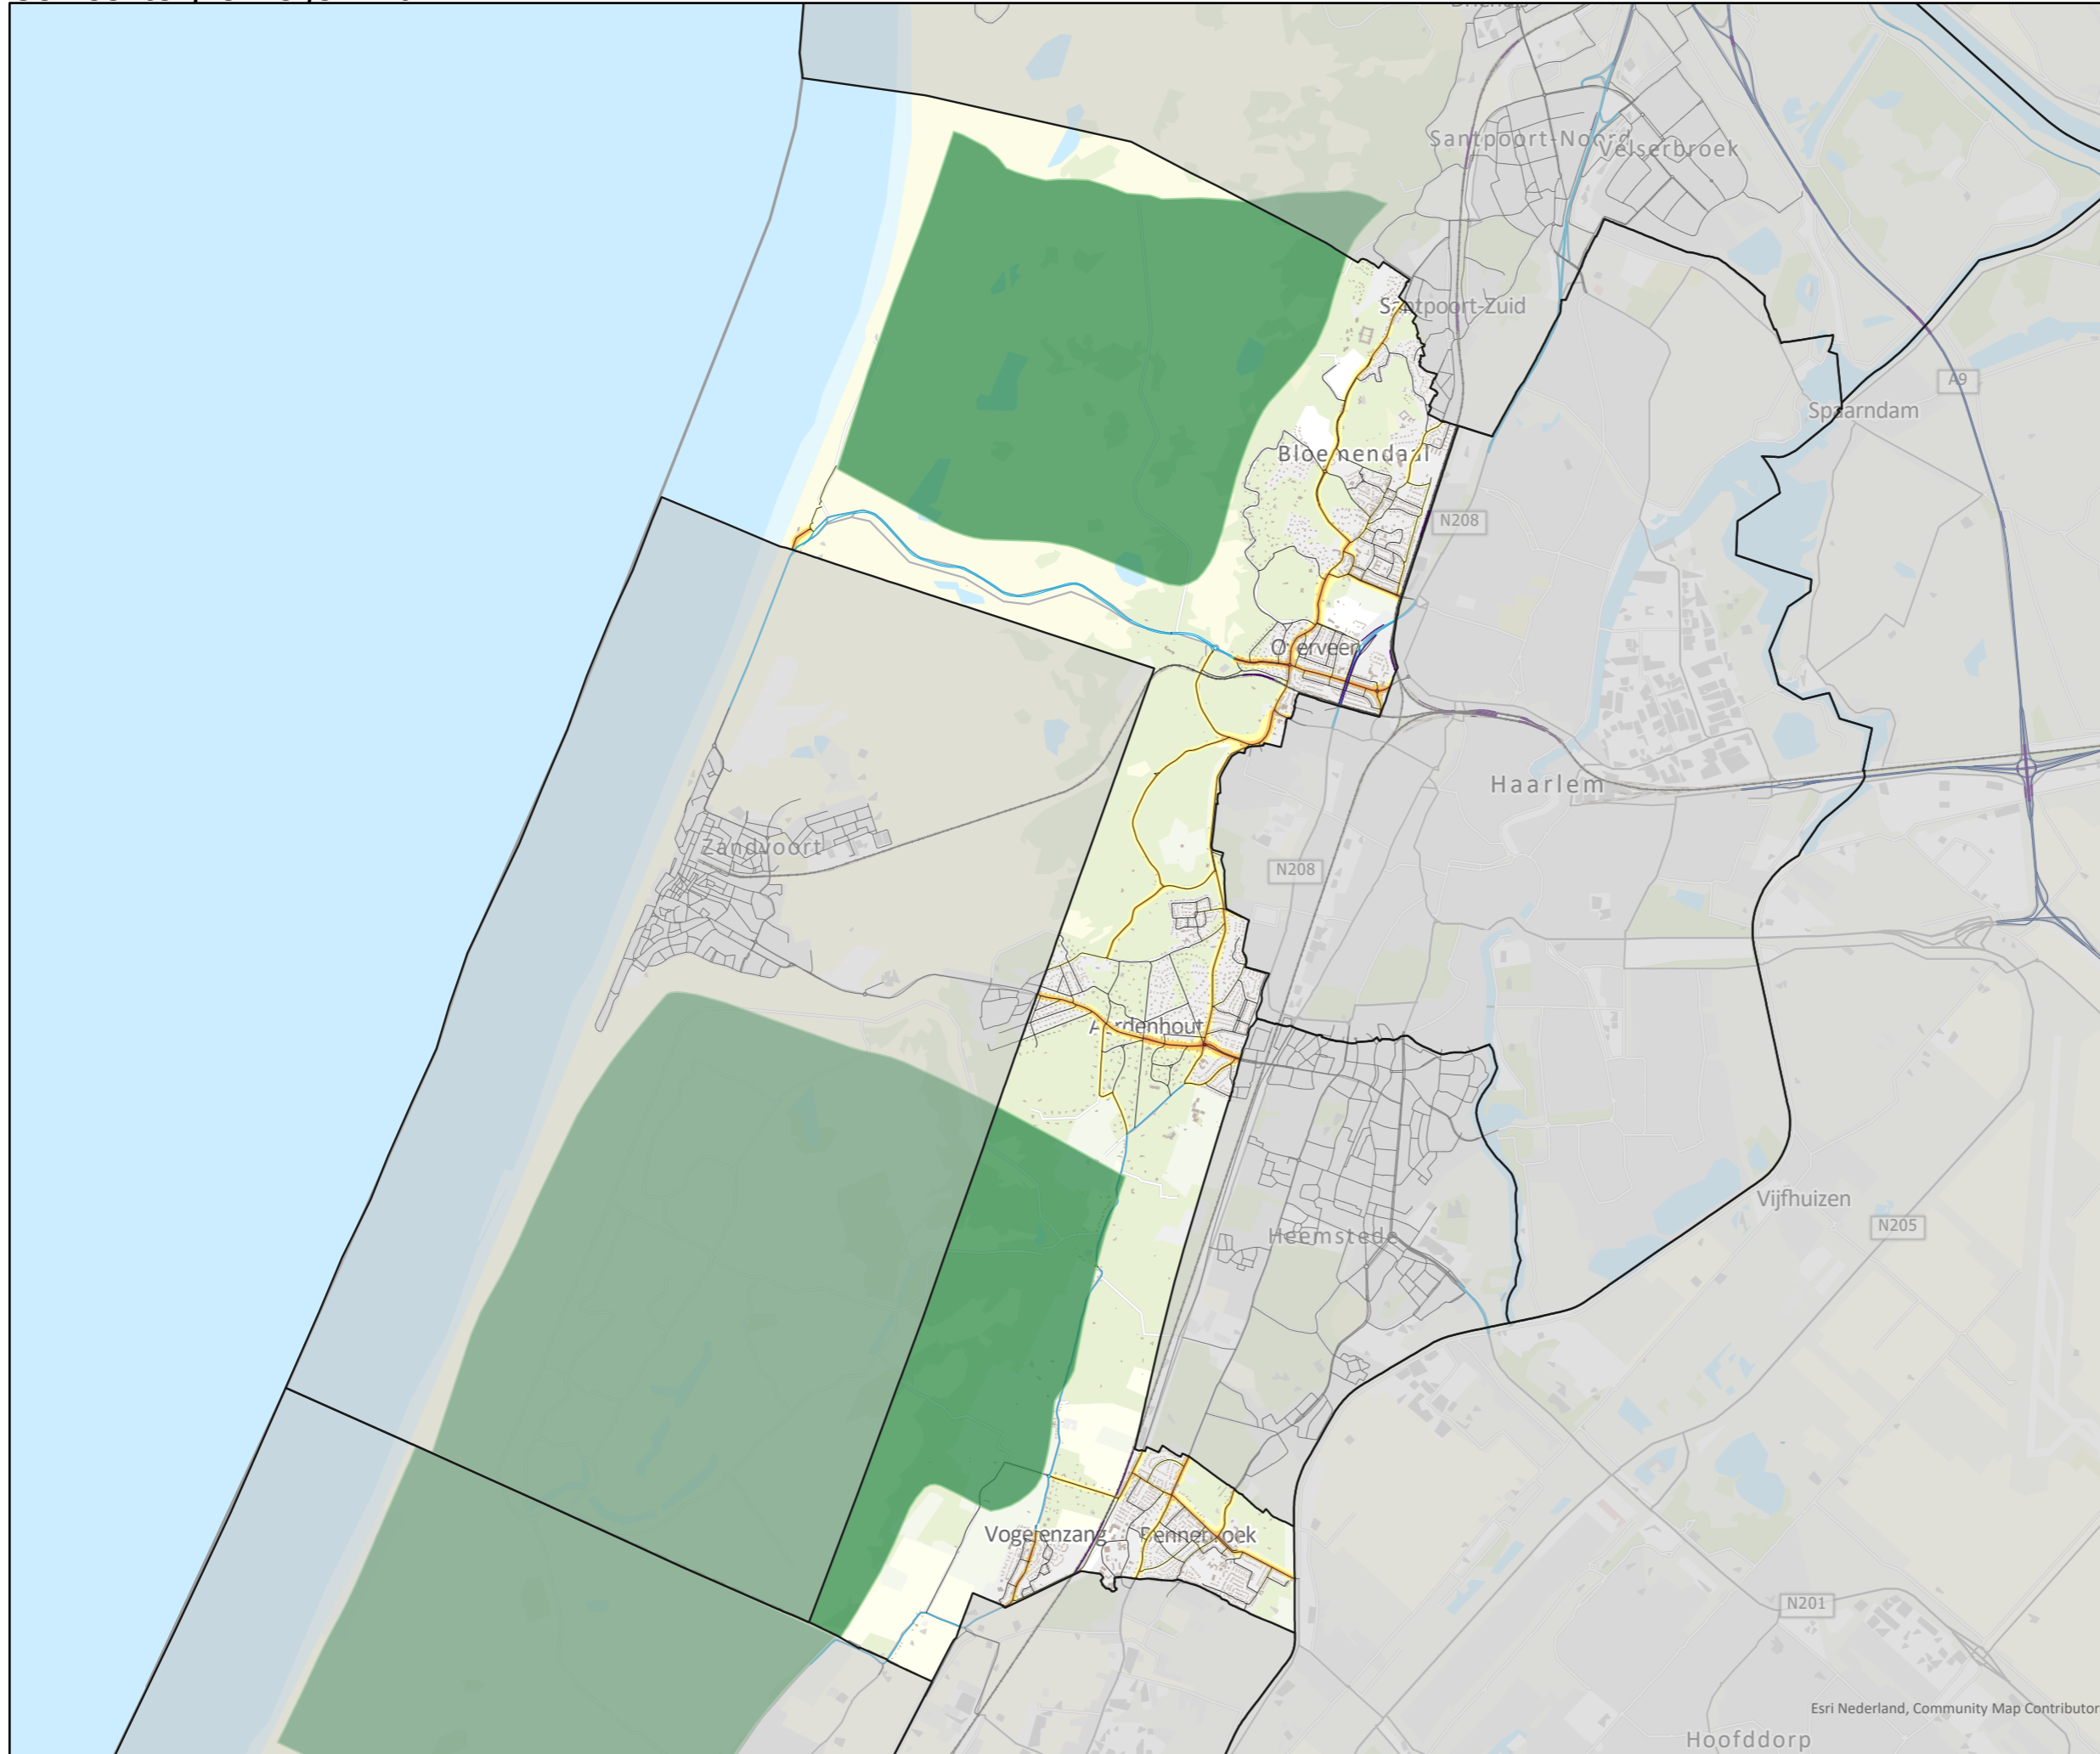 Santpoort-Noord
Velserbroek
Santpoort-Zuid
A9
Spaarndam
Bloemendaal
N208
Overveen
Haarlem
Zandvoort
N208
Aerdenhout
Vijfhuizen
N205
Heemstede
Vogelenzang
Bennebroek
N201
Esri Nederland, Community Map Contributor
Hoofddorp